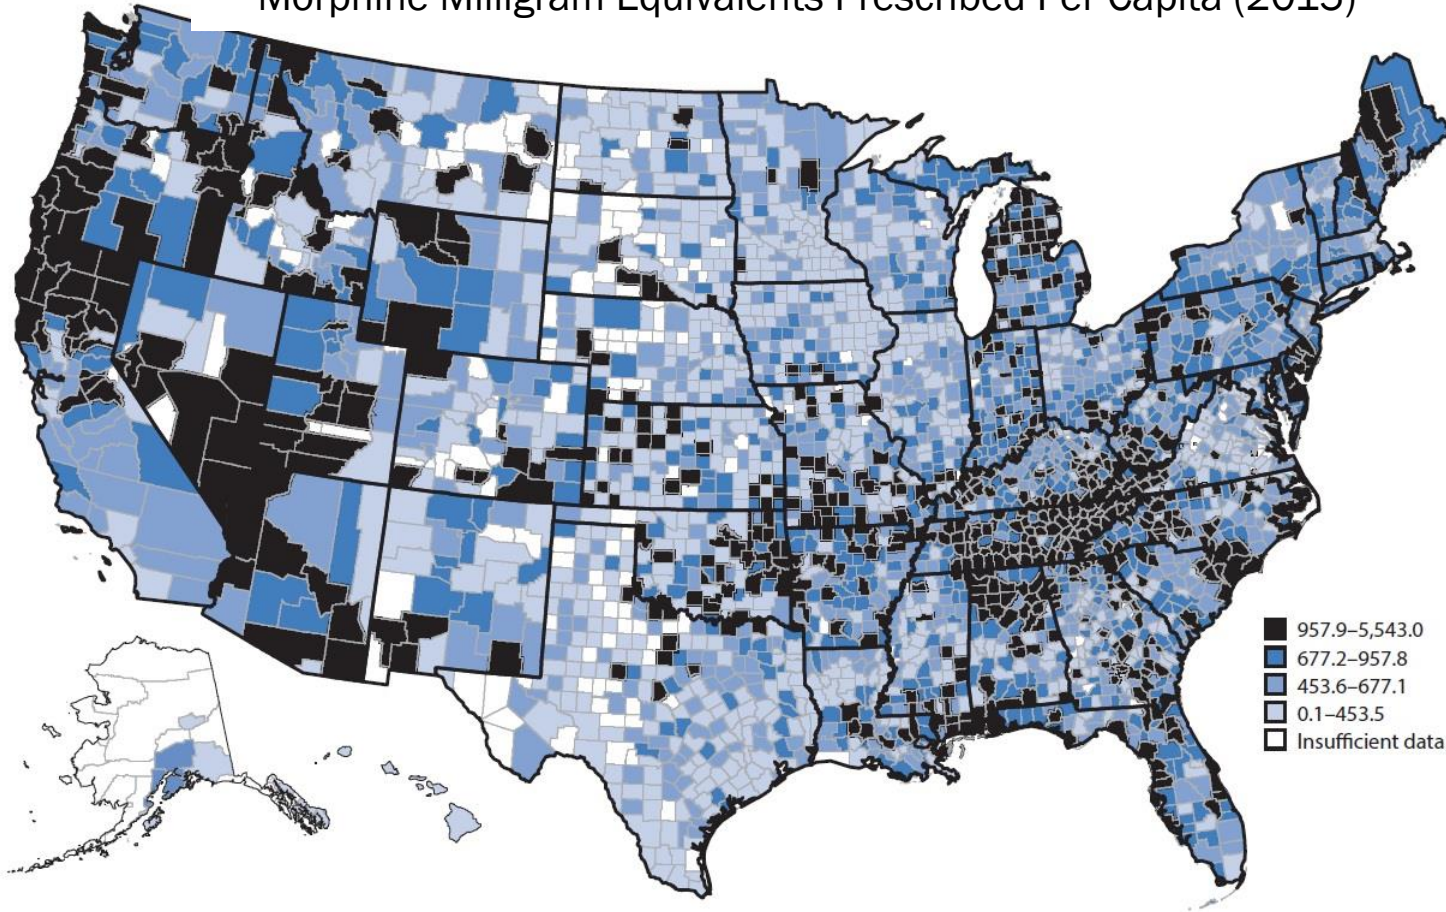 Morphine Milligram Equivalents Prescribed Per Capita (2015)
957.9–5,543.0
677.2–957.8
453.6–677.1
0.1–453.5
Insufficient data